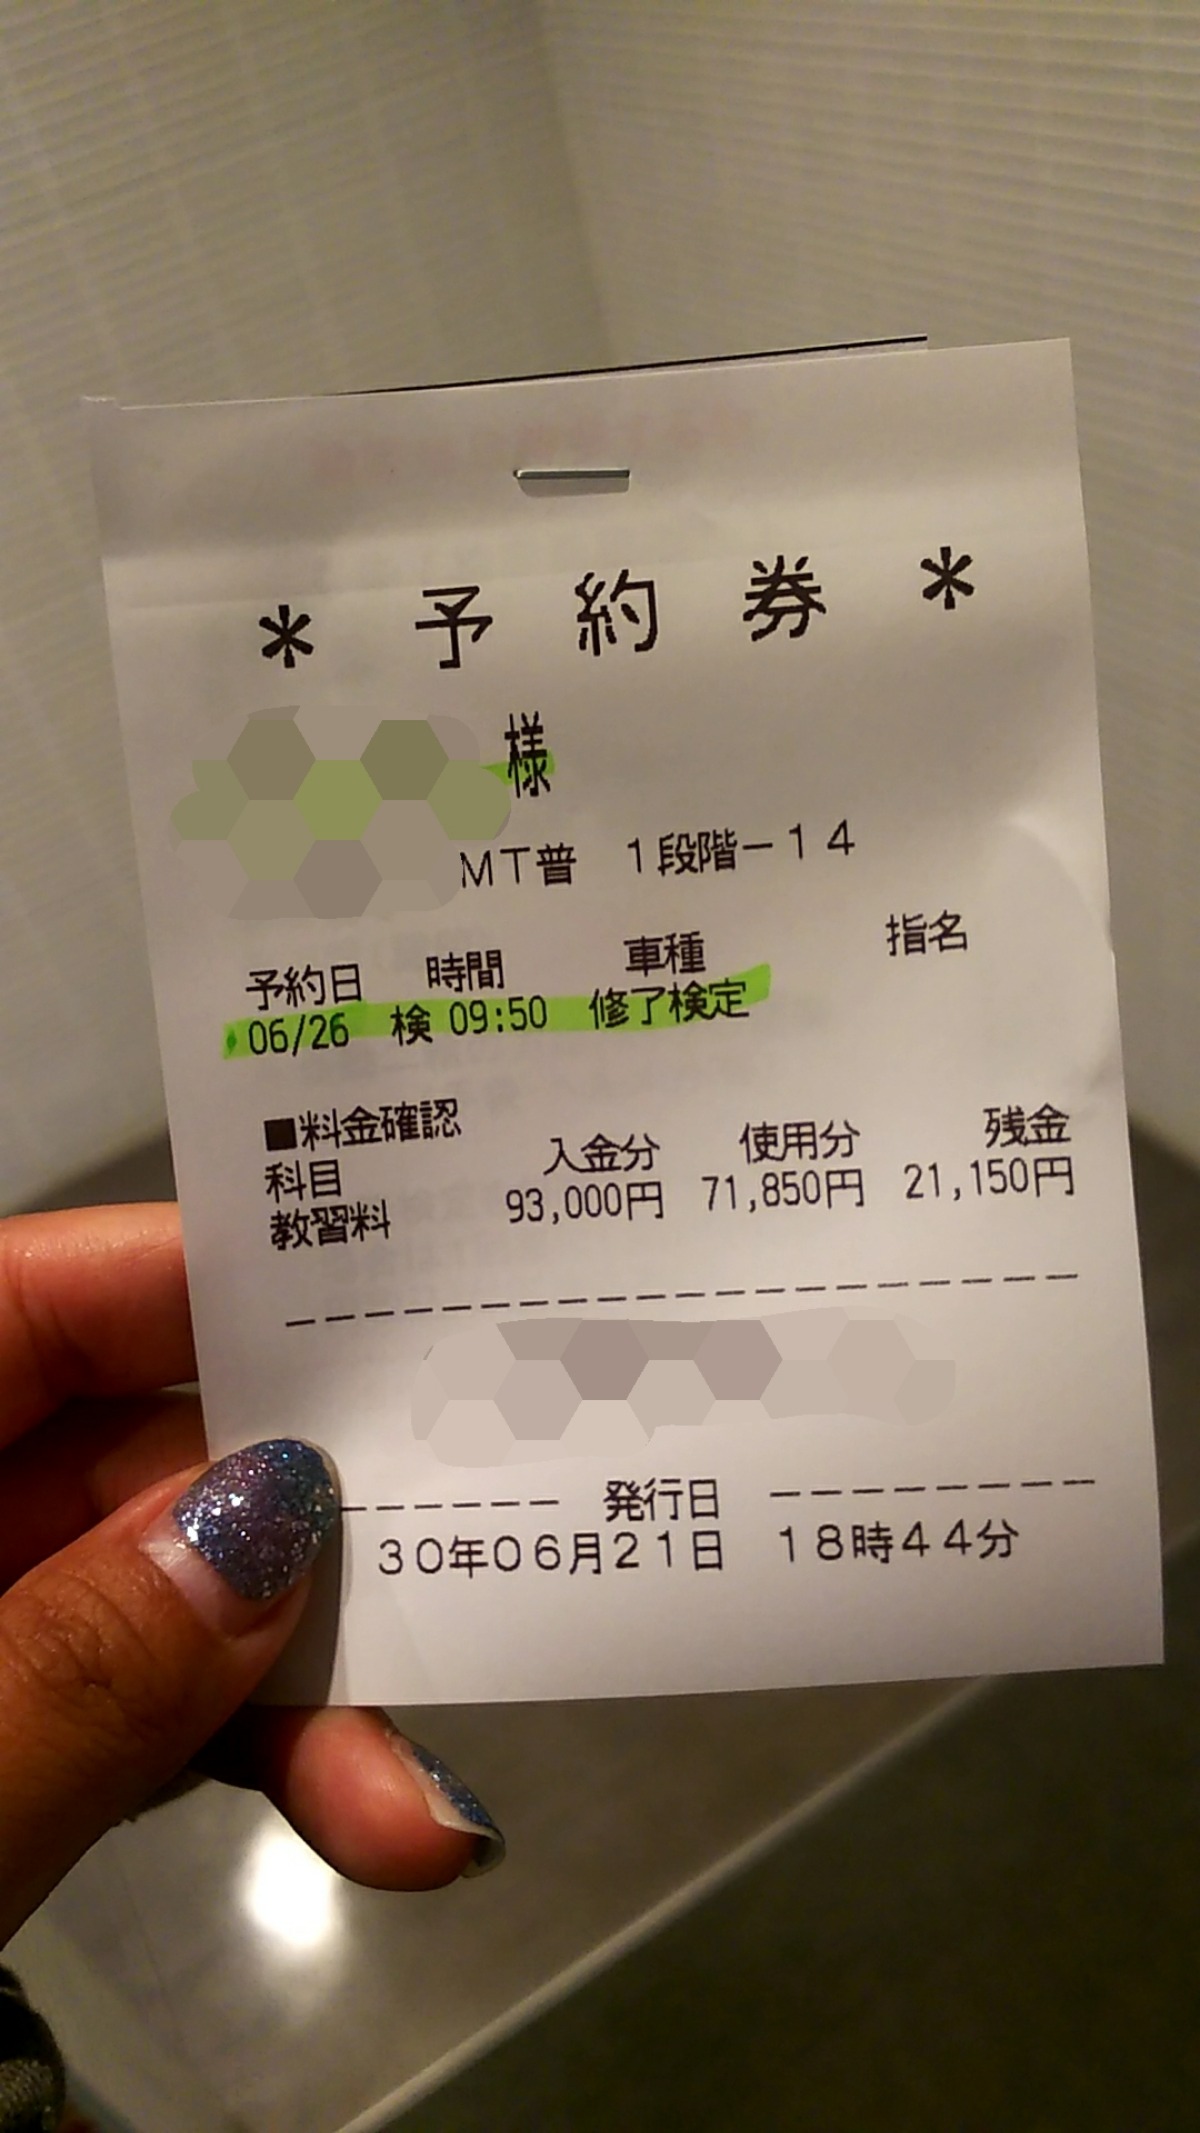 ＊ 予 約 券 ＊
様
ＭＴ普 １段階－１４
予約日 時間 車種 指名
06/26 検 09:50 修了検定
■料金確認
科目 入金分 使用分 残金
教習料 93,000円 71,850円 21,150円
発行日
３０年０６月２１日 １８時４４分